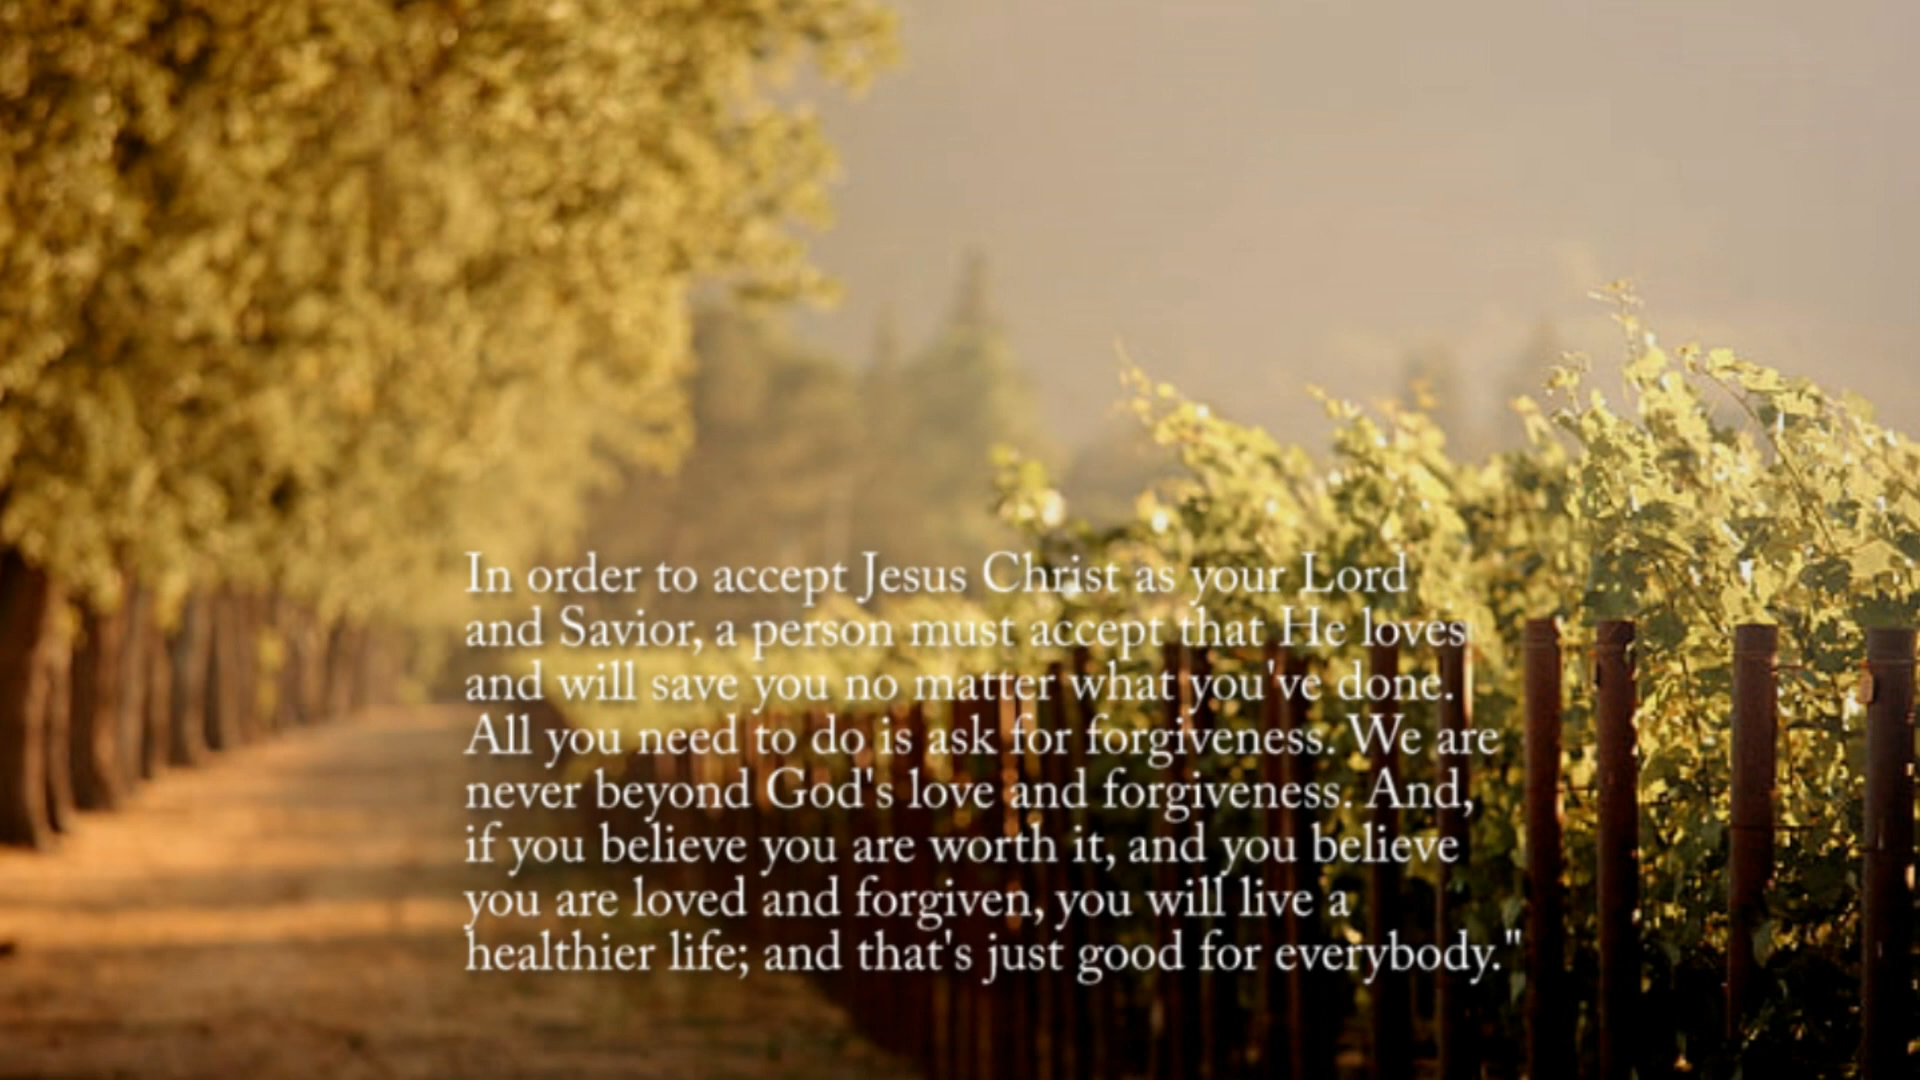 In order to accept Jesus Christ as your Lord
and Savior, a person must accept that He loves
and will save you no matter what you've done.
All you need to do is ask for forgiveness. We are
never beyond God's love and forgiveness. And,
if you believe you are worth it, and you believe
you are loved and forgiven, you will live a
healthier life; and that's just good for everybody."